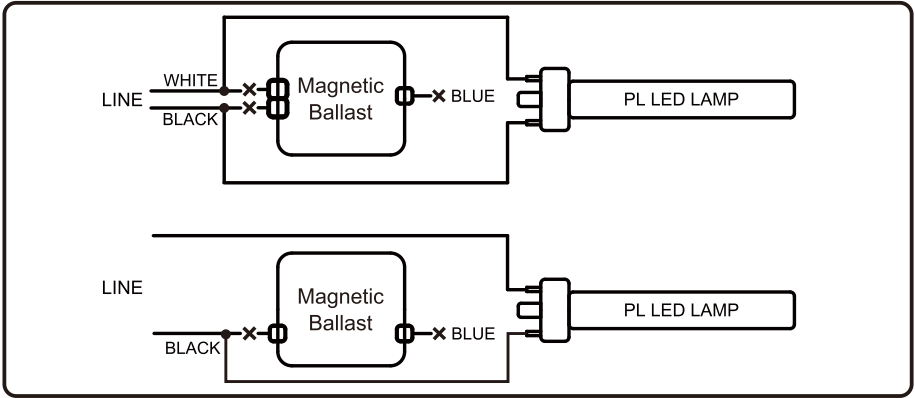 WHITE
LINE
BLACK
Magnetic
Ballast
BLUE
PL LED LAMP
LINE
BLACK
Magnetic
Ballast
BLUE
PL LED LAMP